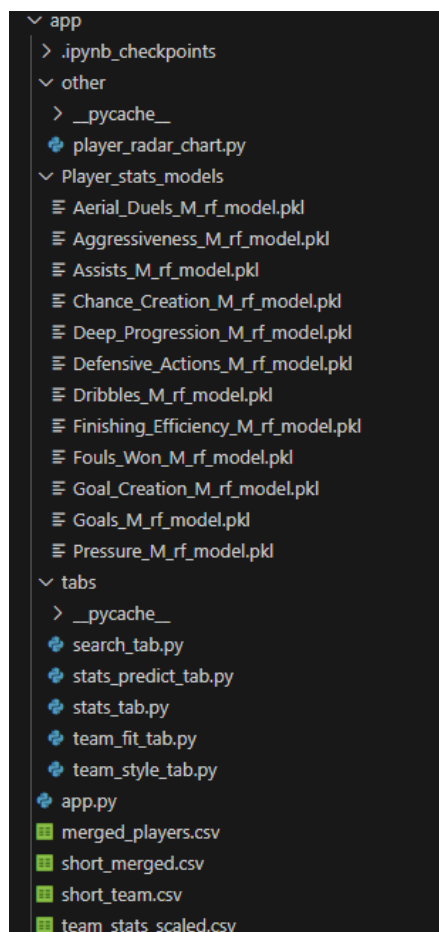 app
.ipynb_checkpoints
other
__pycache__
player_radar_chart.py
Player_stats_models
Aerial_Duels_M_rf_model.pkl
Aggressiveness_M_rf_model.pkl
Assists_M_rf_model.pkl
Chance_Creation_M_rf_model.pkl
Deep_Progression_M_rf_model.pkl
Defensive_Actions_M_rf_model.pkl
Dribbles_M_rf_model.pkl
Finishing_Efficiency_M_rf_model.pkl
Fouls_Won_M_rf_model.pkl
Goal_Creation_M_rf_model.pkl
Goals_M_rf_model.pkl
Pressure_M_rf_model.pkl
tabs
__pycache__
search_tab.py
stats_predict_tab.py
stats_tab.py
team_fit_tab.py
team_style_tab.py
app.py
merged_players.csv
short_merged.csv
short_team.csv
team_stats_scaled.csv